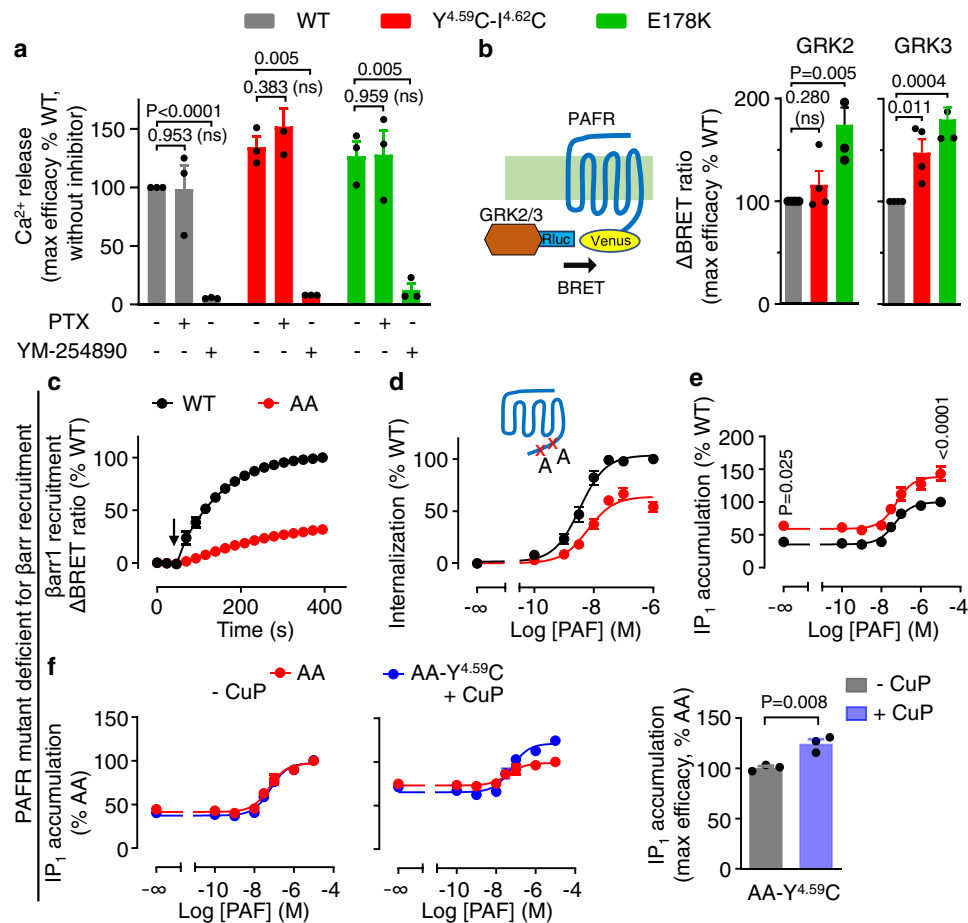 WT Y4.59C-I4.62C E178K
a
Ca2+ release
(max efficacy % WT,
without inhibitor)
150
100
50
0
P<0.0001
0.953 (ns)
0.005
0.383 (ns)
0.005
0.959 (ns)
PTX - + - - + - - + -
YM-254890 - - + - - + - - +
b
PAFR
GRK2/3
Rluc
Venus
BRET
GRK2 GRK3
ΔBRET ratio
(max efficacy % WT)
200
100
0
P=0.005
0.280
(ns)
0.0004
0.011
PAFR mutant deficient for βarr recruitment
c
WT AA
βarr1 recruitment
ΔBRET ratio (% WT)
100
50
0
0 200 400
Time (s)
d
A A
Internalization (% WT)
100
50
0
-∞ -10 -8 -6
Log [PAF] (M)
e
IP1 accumulation (% WT)
200
150
100
50
0
P=0.025
<0.0001
-∞ -10 -8 -6 -4
Log [PAF] (M)
f
AA AA-Y4.59C
- CuP + CuP
IP1 accumulation
(% AA)
150
100
50
0
-∞ -10 -8 -6 -4
Log [PAF] (M)
-∞ -10 -8 -6 -4
Log [PAF] (M)
- CuP
+ CuP
P=0.008
IP1 accumulation
(max efficacy, % AA)
150
100
50
0
AA-Y4.59C